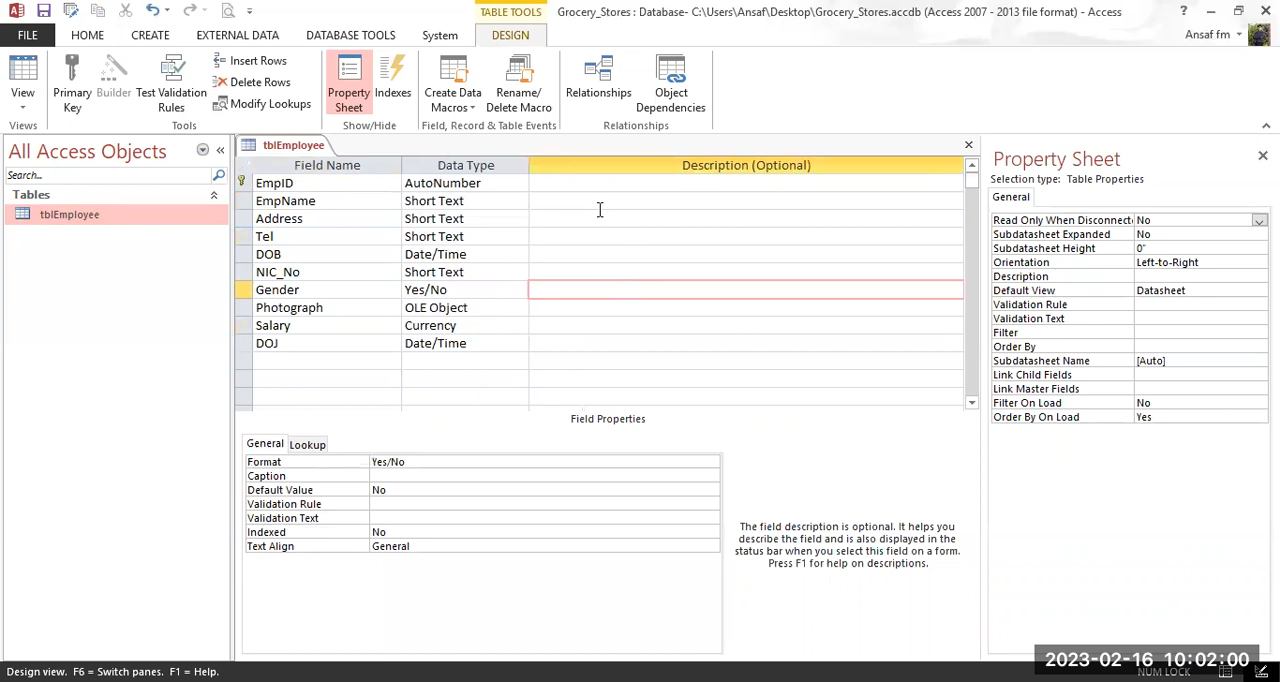 TABLE TOOLS
Grocery_Stores : Database- C:\Users\Ansaf\Desktop\Grocery_Stores.accdb (Access 2007 - 2013 file format) - Access
?
FILE HOME CREATE EXTERNAL DATA DATABASE TOOLS System DESIGN
Ansaf fm
View
Primary Key
Builder
Test Validation Rules
Insert Rows
Delete Rows
Modify Lookups
Property Sheet
Indexes
Create Data Macros
Rename/ Delete Macro
Relationships
Object Dependencies
Views
Tools
Show/Hide
Field, Record & Table Events
Relationships
All Access Objects
Search...
Tables
tblEmployee
tblEmployee
Field Name Data Type Description (Optional)
EmpID AutoNumber
EmpName Short Text
Address Short Text
Tel Short Text
DOB Date/Time
NIC_No Short Text
Gender Yes/No
Photograph OLE Object
Salary Currency
DOJ Date/Time
Field Properties
General Lookup
Format Yes/No
Caption
Default Value No
Validation Rule
Validation Text
Indexed No
Text Align General
The field description is optional. It helps you
describe the field and is also displayed in the
status bar when you select this field on a form.
Press F1 for help on descriptions.
Property Sheet
Selection type: Table Properties
General
Read Only When Disconnecte No
Subdatasheet Expanded No
Subdatasheet Height 0"
Orientation Left-to-Right
Description
Default View Datasheet
Validation Rule
Validation Text
Filter
Order By
Subdatasheet Name [Auto]
Link Child Fields
Link Master Fields
Filter On Load No
Order By On Load Yes
2023-02-16 10:02:00
Design view. F6 = Switch panes. F1 = Help.
NUM LOCK